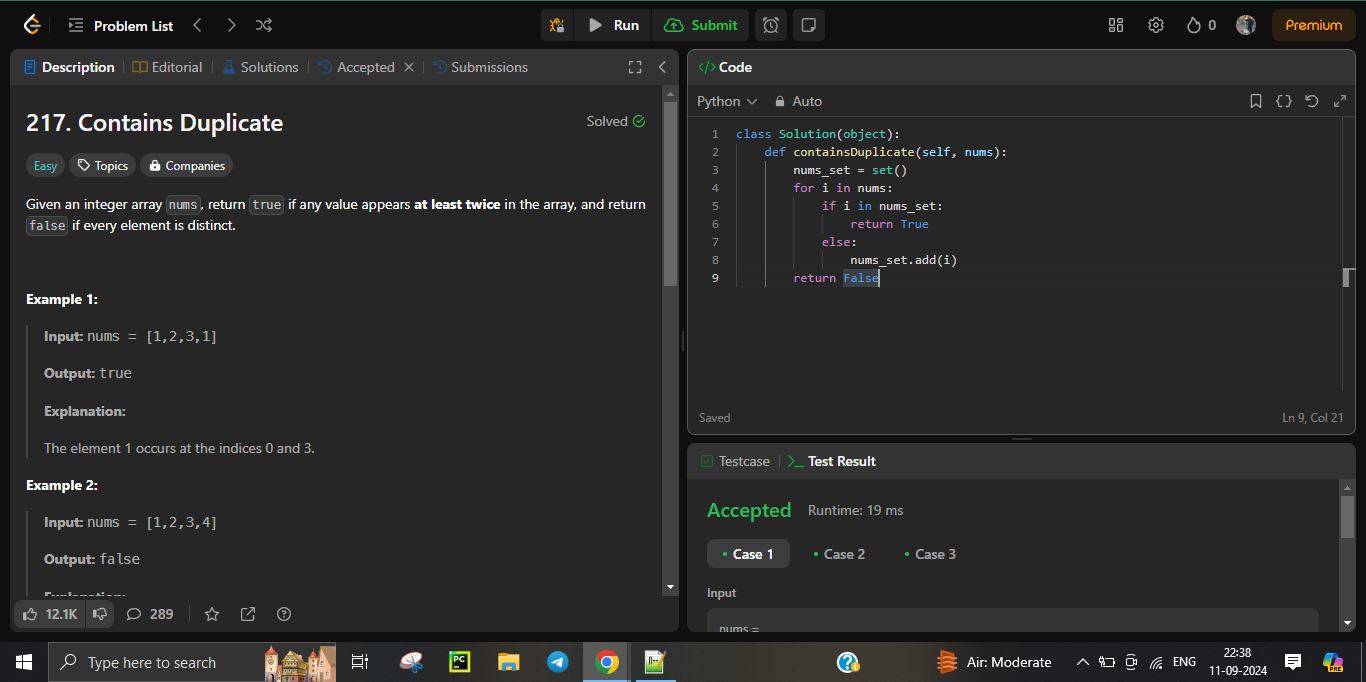 Problem List
Run
Submit
0
Premium
Description
Editorial
Solutions
Accepted
Submissions
217. Contains Duplicate
Solved
Easy
Topics
Companies
Given an integer array nums, return true if any value appears at least twice in the array, and return
false if every element is distinct.
Example 1:
Input: nums = [1,2,3,1]
Output: true
Explanation:
The element 1 occurs at the indices 0 and 3.
Example 2:
Input: nums = [1,2,3,4]
Output: false
Explanation:
12.1K
289
</> Code
Python
Auto
1 class Solution(object):
2     def containsDuplicate(self, nums):
3         nums_set = set()
4         for i in nums:
5             if i in nums_set:
6                 return True
7             else:
8                 nums_set.add(i)
9         return False
Saved
Ln 9, Col 21
Testcase
Test Result
Accepted
Runtime: 19 ms
Case 1
Case 2
Case 3
Input
nums =
Type here to search
PC
Air: Moderate
ENG
22:38
11-09-2024
PRE